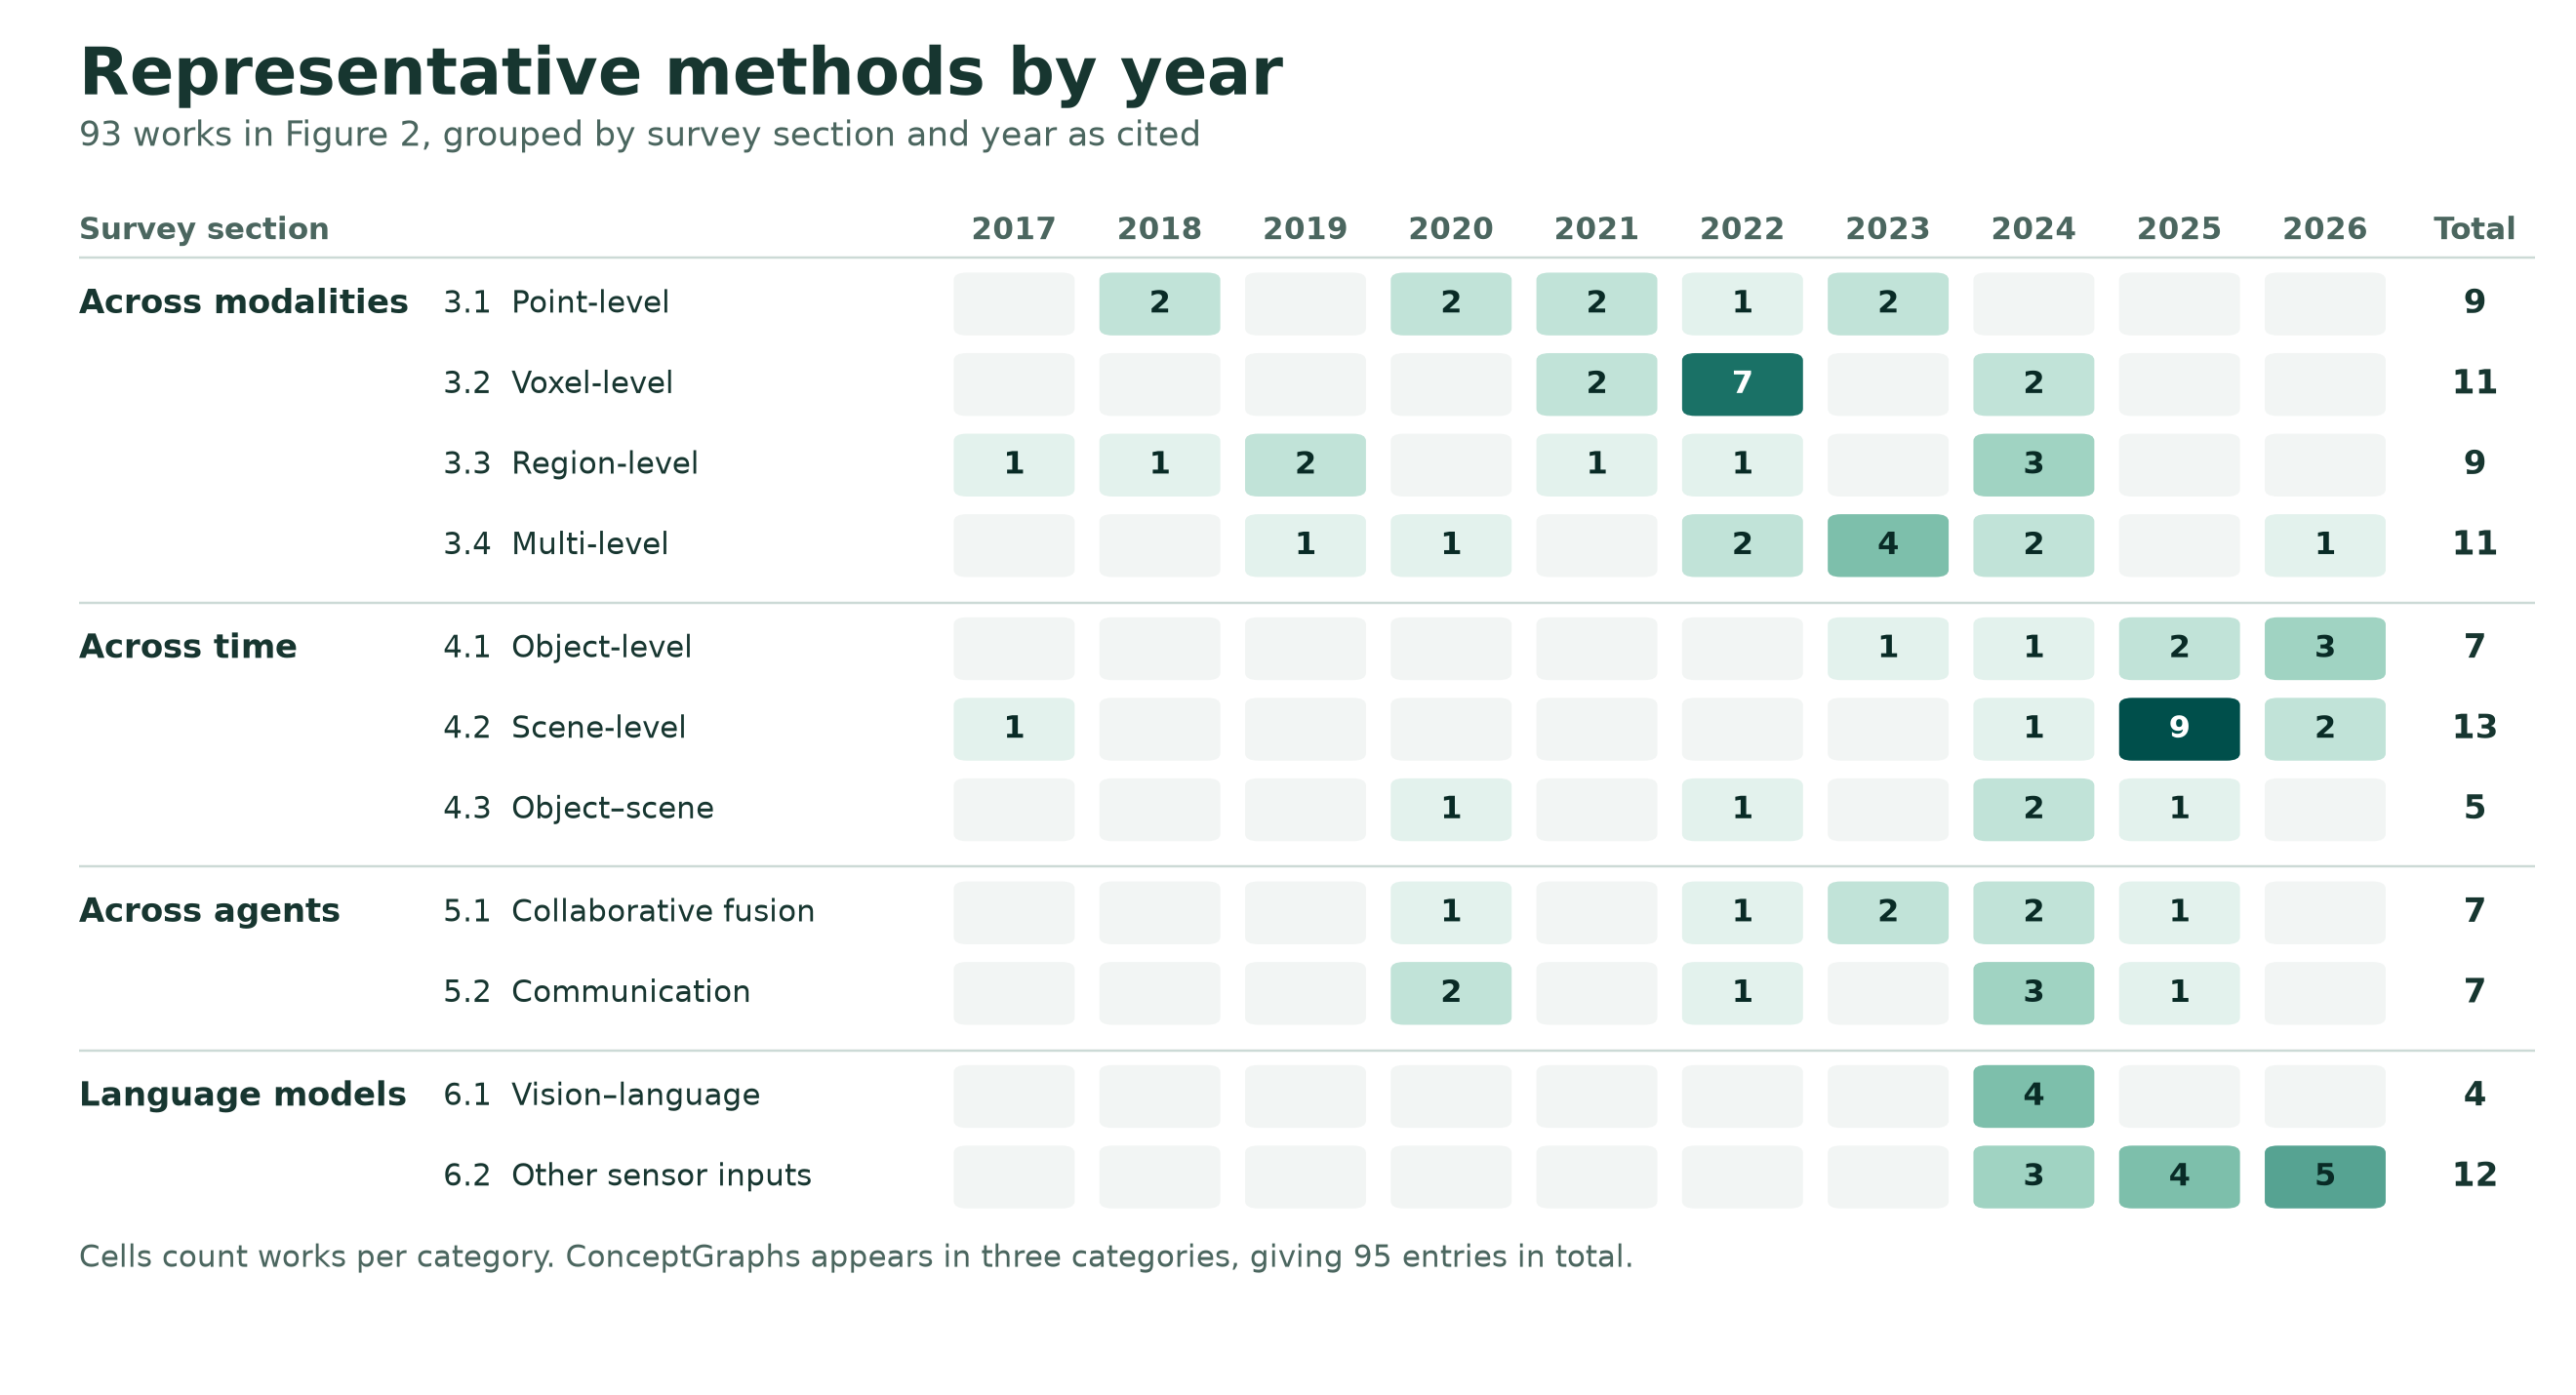 Representative methods by year
93 works in Figure 2, grouped by survey section and year as cited
Survey section 2017 2018 2019 2020 2021 2022 2023 2024 2025 2026 Total
Across modalities 3.1 Point-level 2 2 2 1 2 9
3.2 Voxel-level 2 7 2 11
3.3 Region-level 1 1 2 1 1 3 9
3.4 Multi-level 1 1 2 4 2 1 11
Across time 4.1 Object-level 1 1 2 3 7
4.2 Scene-level 1 1 9 2 13
4.3 Object–scene 1 1 2 1 5
Across agents 5.1 Collaborative fusion 1 1 2 2 1 7
5.2 Communication 2 1 3 1 7
Language models 6.1 Vision–language 4 4
6.2 Other sensor inputs 3 4 5 12
Cells count works per category. ConceptGraphs appears in three categories, giving 95 entries in total.